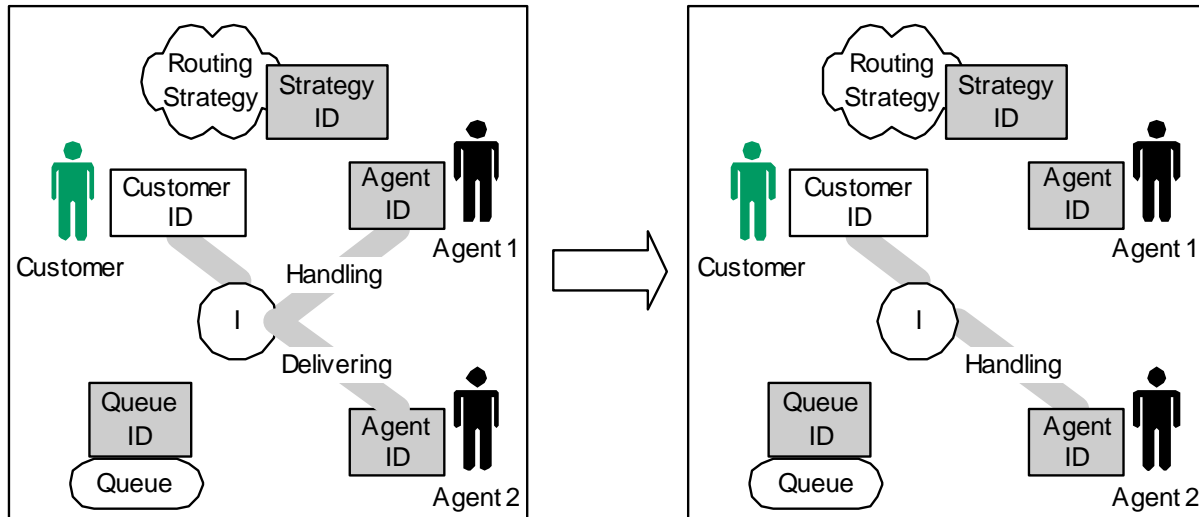 Routing
Strategy
Strategy
ID
Customer
ID
Agent
ID
Customer
Agent 1
Handling
I
Delivering
Queue
ID
Agent
ID
Queue
Agent 2
Routing
Strategy
Strategy
ID
Customer
ID
Agent
ID
Customer
Agent 1
I
Handling
Queue
ID
Agent
ID
Queue
Agent 2